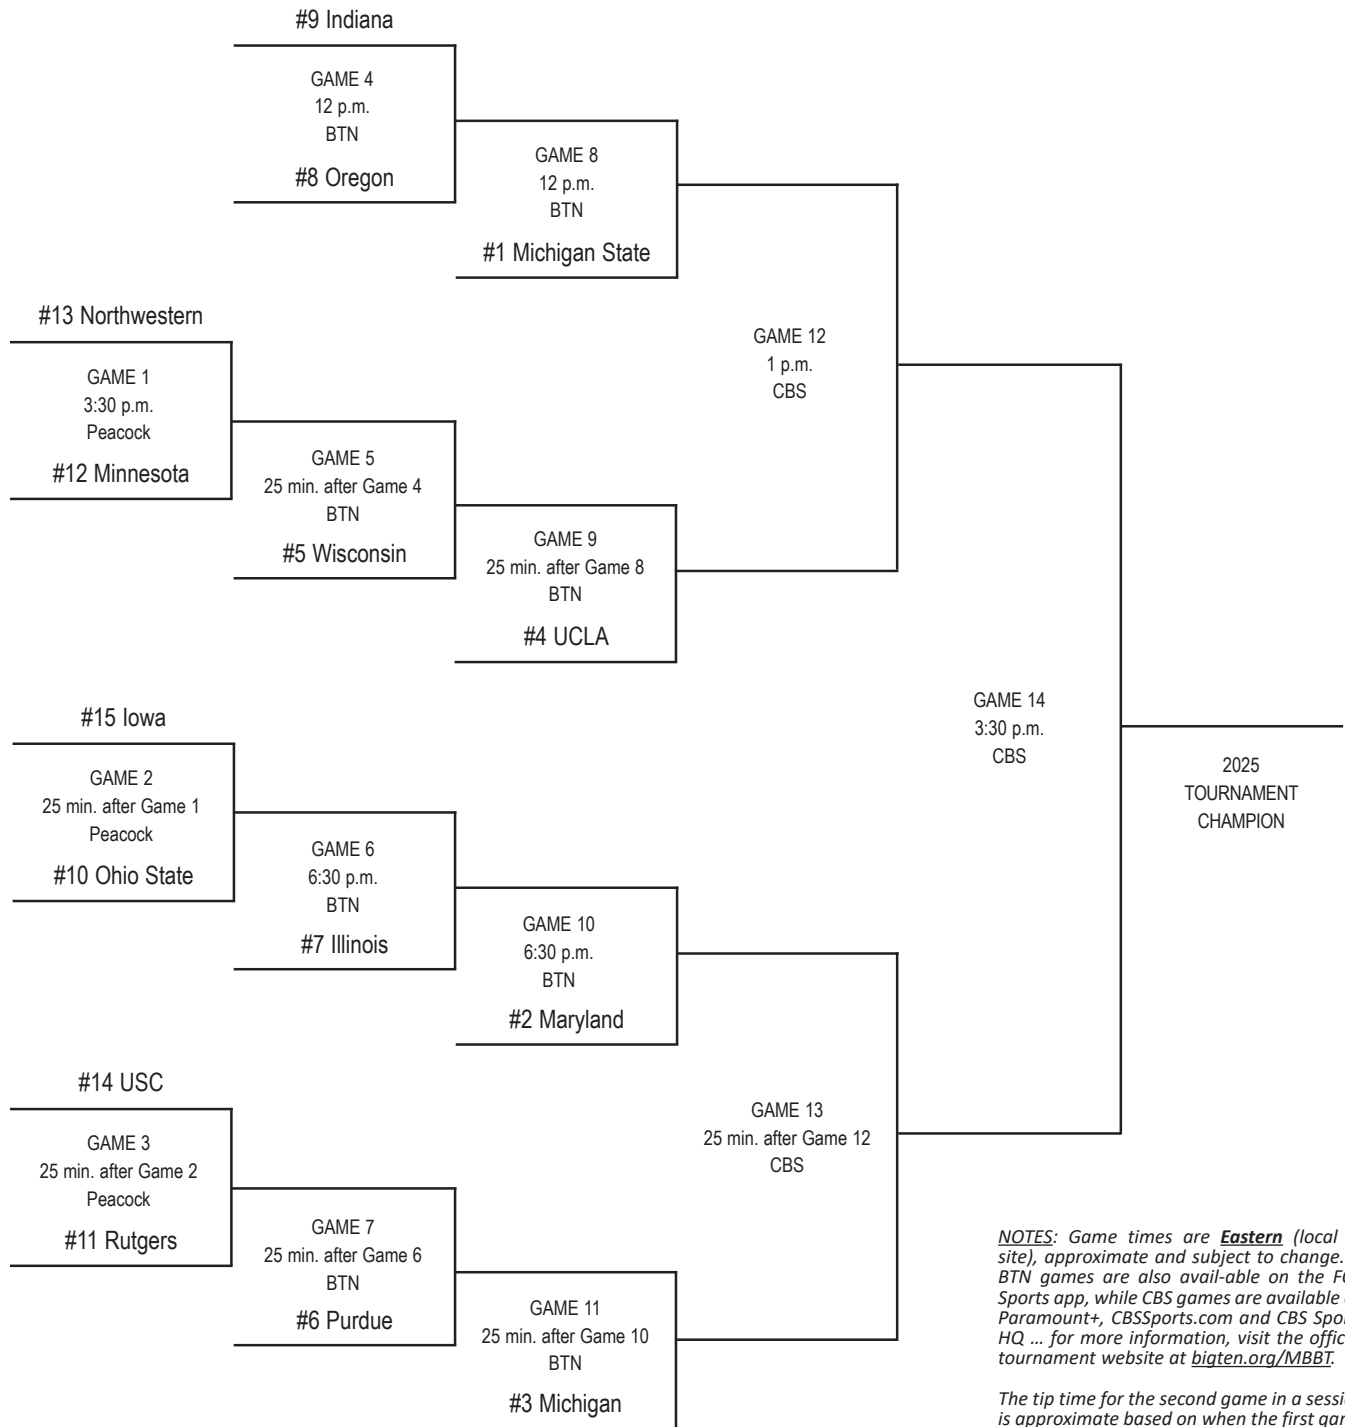 #9 Indiana
GAME 4
12 p.m.
BTN
#8 Oregon
GAME 8
12 p.m.
BTN
#1 Michigan State
#13 Northwestern
GAME 1
3:30 p.m.
Peacock
#12 Minnesota
GAME 5
25 min. after Game 4
BTN
#5 Wisconsin
GAME 9
25 min. after Game 8
BTN
#4 UCLA
GAME 12
1 p.m.
CBS
#15 Iowa
GAME 2
25 min. after Game 1
Peacock
#10 Ohio State
GAME 6
6:30 p.m.
BTN
#7 Illinois
GAME 10
6:30 p.m.
BTN
#2 Maryland
#14 USC
GAME 3
25 min. after Game 2
Peacock
#11 Rutgers
GAME 7
25 min. after Game 6
BTN
#6 Purdue
GAME 11
25 min. after Game 10
BTN
#3 Michigan
GAME 13
25 min. after Game 12
CBS
GAME 14
3:30 p.m.
CBS
2025
TOURNAMENT
CHAMPION
NOTES: Game times are Eastern (local
site), approximate and subject to change.
BTN games are also avail-able on the
Sports app, while CBS games are available
Paramount+, CBSSports.com and CBS
HQ ... for more information, visit the
tournament website at bigten.org/MBBT.
The tip time for the second game in a
is approximate based on when the first